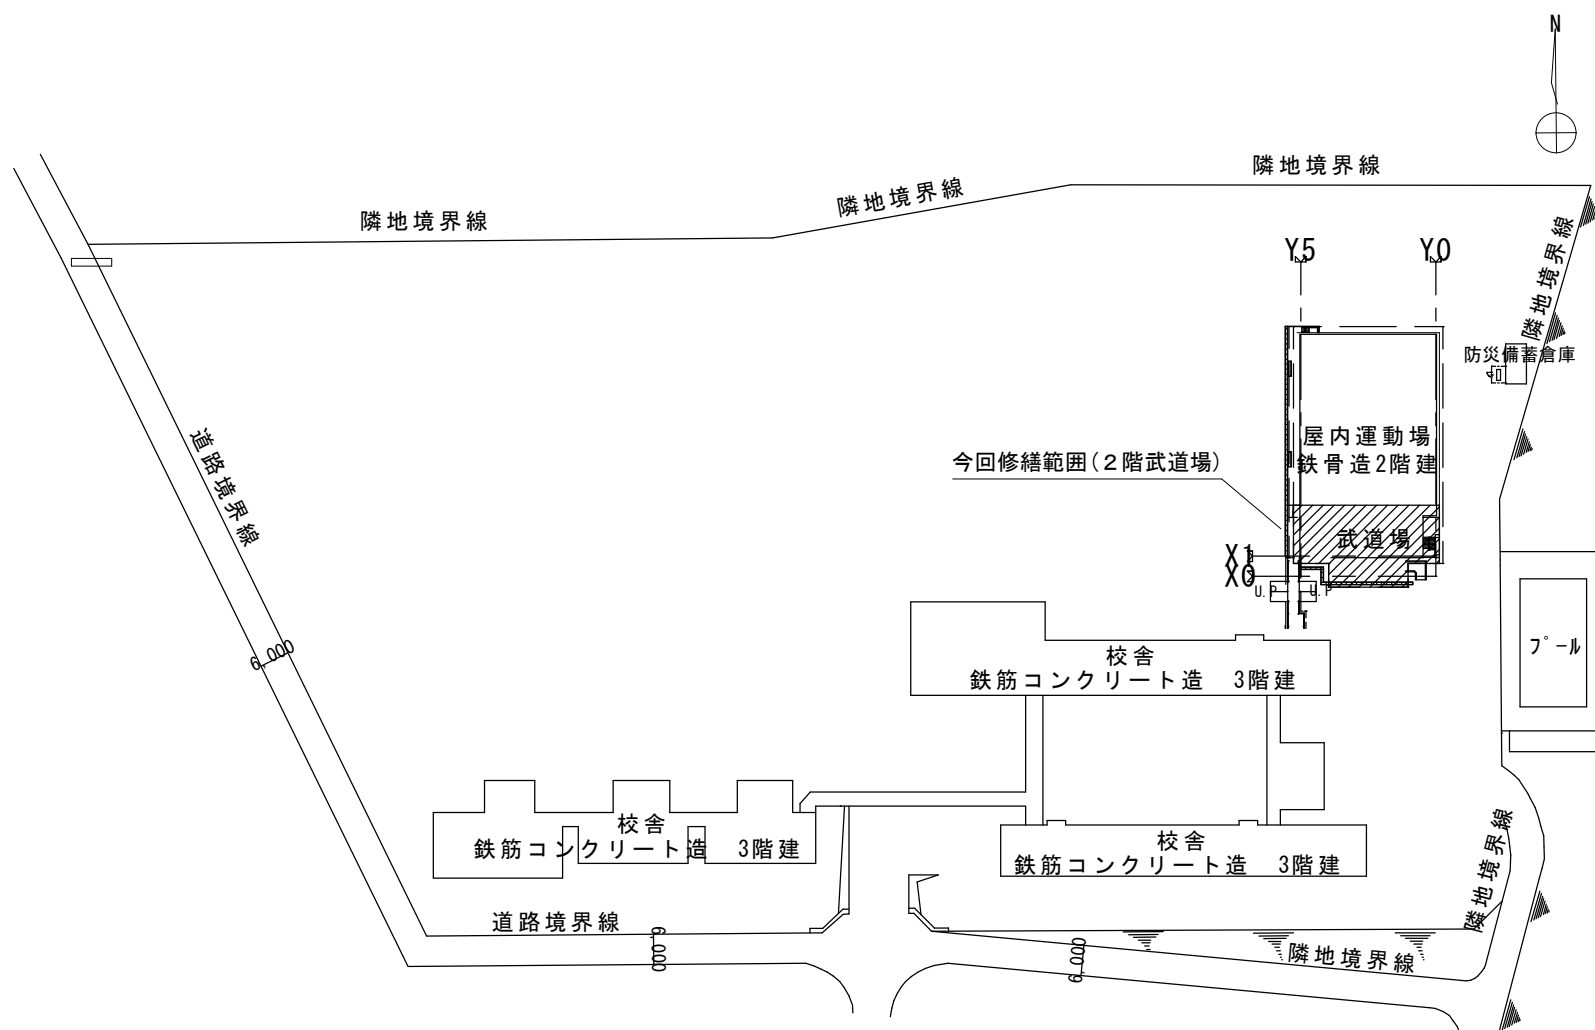 N
隣地境界線
隣地境界線
隣地境界線
Y5
Y0
隣地境界線
防災備蓄倉庫
屋内運動場
鉄骨造2階建
今回修繕範囲(2階武道場)
道路境界線
武道場
X1
X0
U.P
U.P
6,000
プール
校舎
鉄筋コンクリート造 3階建
校舎
鉄筋コンクリート造 3階建
校舎
鉄筋コンクリート造 3階建
隣地境界線
道路境界線
6,000
6,000
隣地境界線